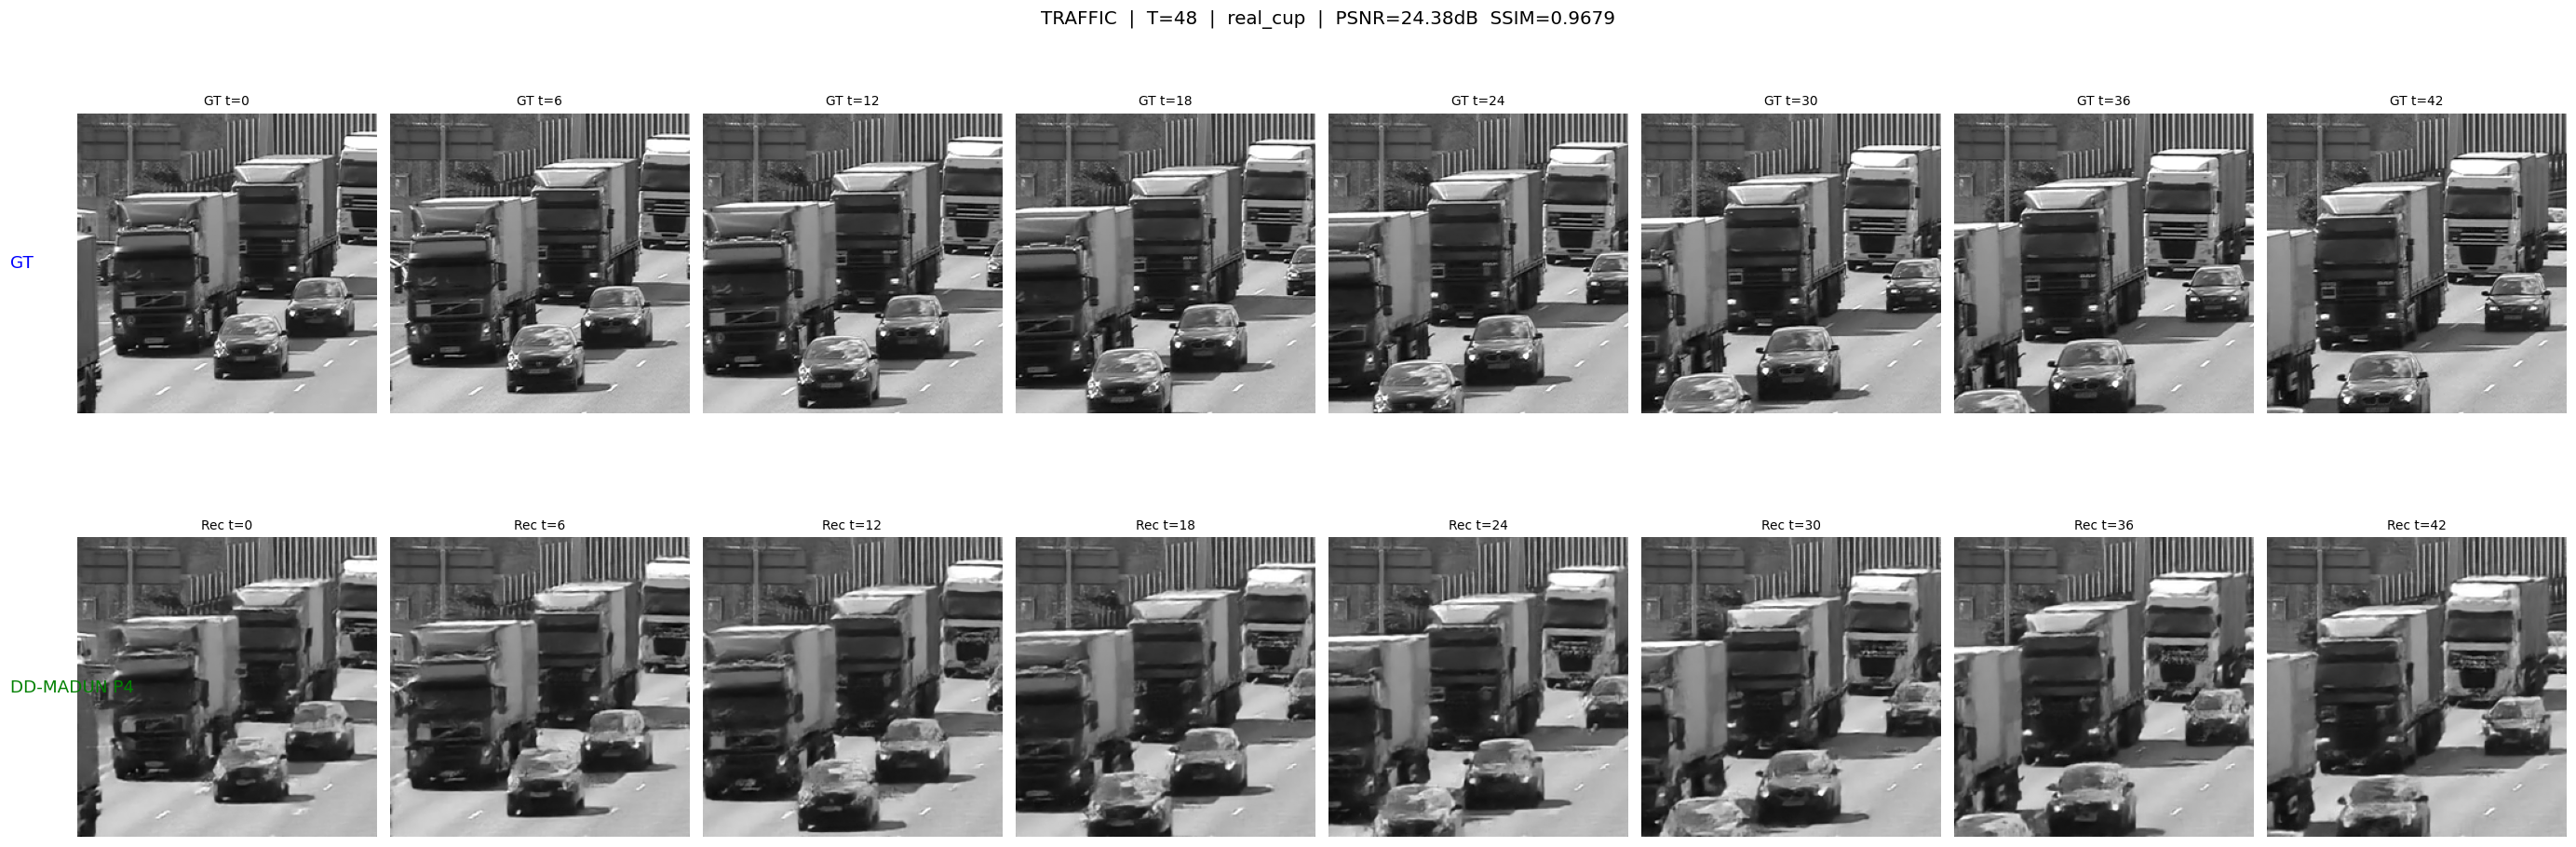 TRAFFIC | T=48 | real_cup | PSNR=24.38dB SSIM=0.9679
GT t=0 GT t=6 GT t=12 GT t=18 GT t=24 GT t=30 GT t=36 GT t=42
GT
Rec t=0 Rec t=6 Rec t=12 Rec t=18 Rec t=24 Rec t=30 Rec t=36 Rec t=42
DD-MADUN P4